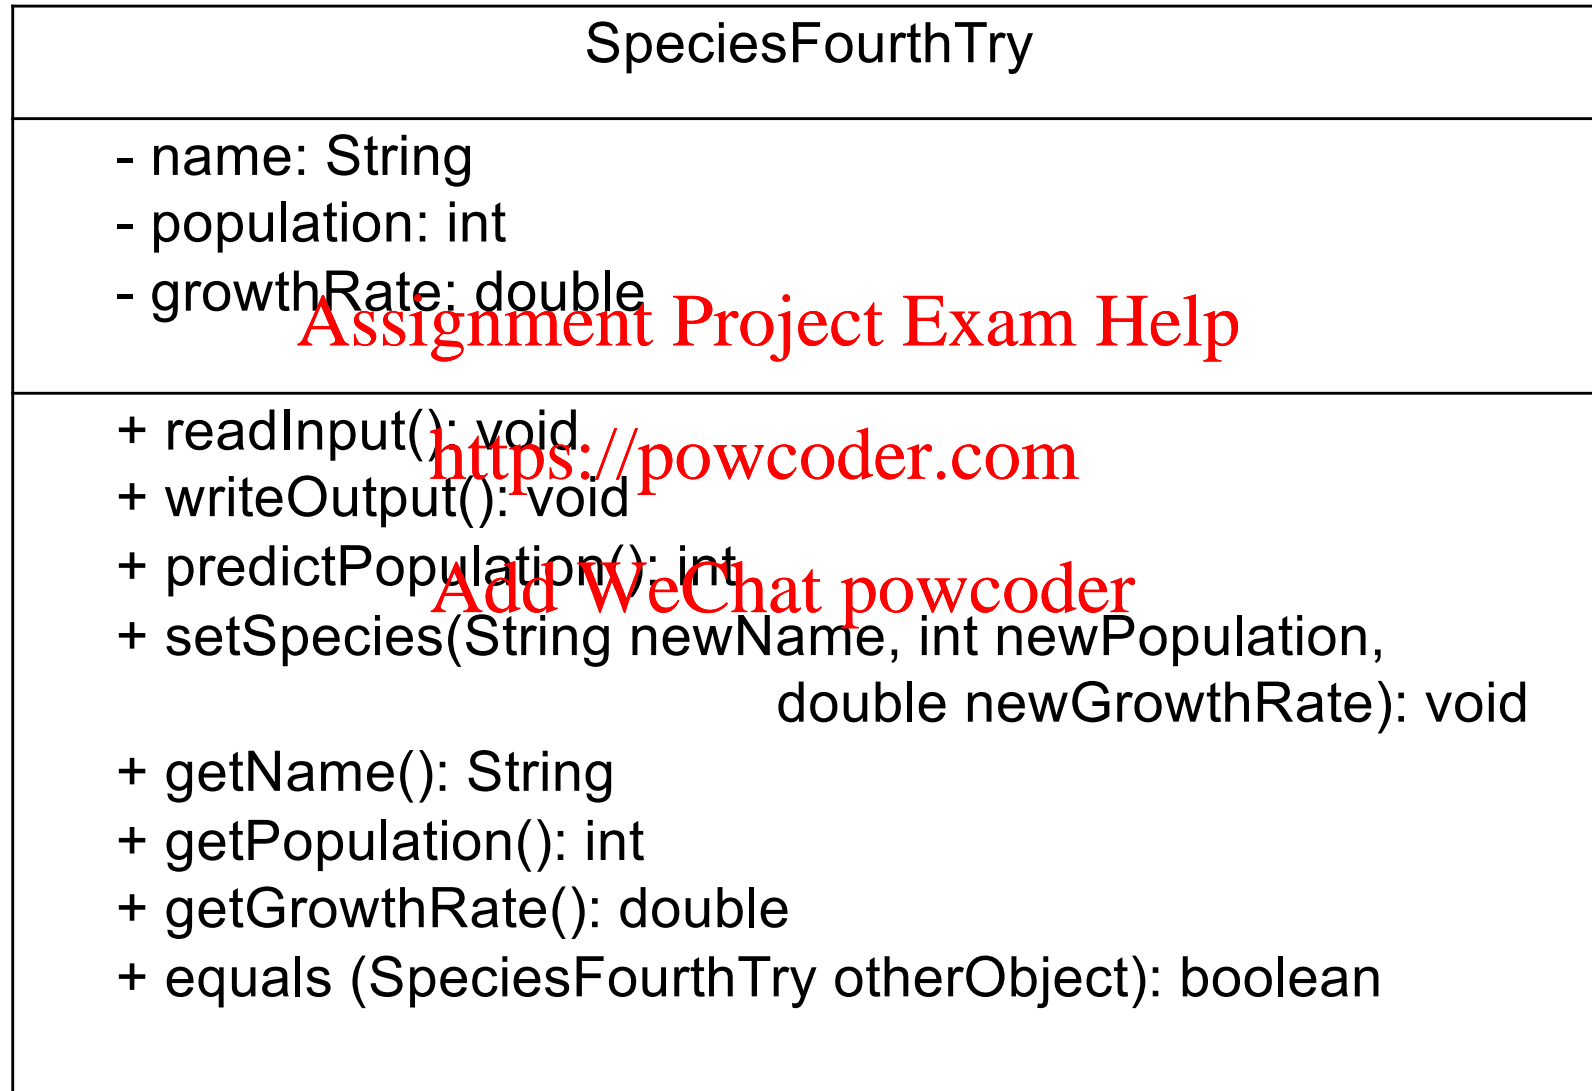 SpeciesFourthTry
- name: String
- population: int
- growthRate: double
Assignment Project Exam Help
+ readInput(): void
https://powcoder.com
+ writeOutput(): void
+ predictPopulation(): int
Add WeChat powcoder
+ setSpecies(String newName, int newPopulation,
double newGrowthRate): void
+ getName(): String
+ getPopulation(): int
+ getGrowthRate(): double
+ equals (SpeciesFourthTry otherObject): boolean